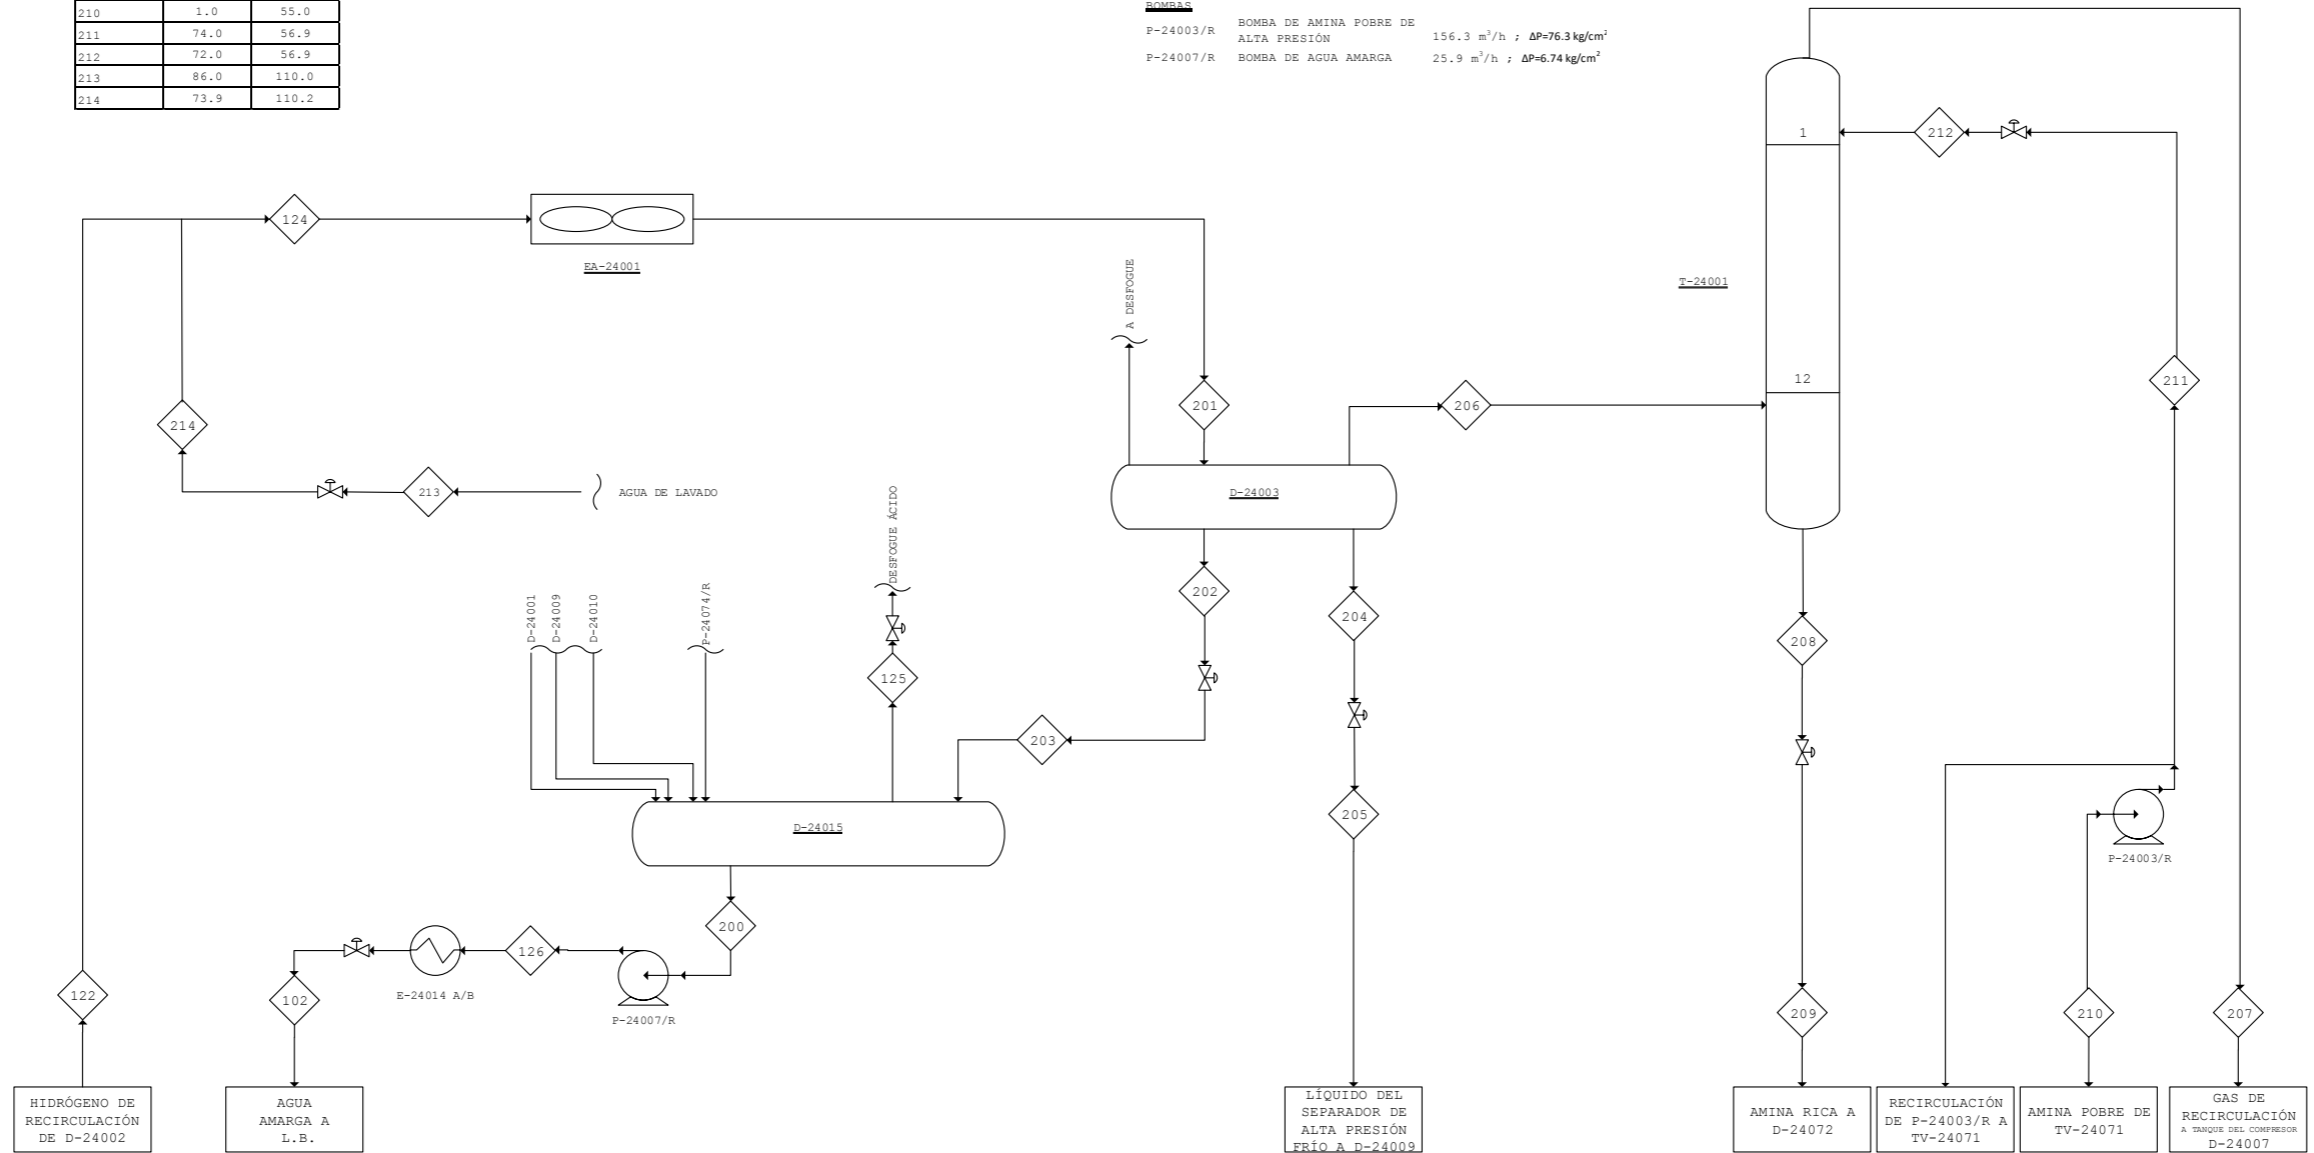 210 1.0 55.0
211 74.0 56.9
212 72.0 56.9
213 86.0 110.0
214 73.9 110.2
BOMBAS
P-24003/R BOMBA DE AMINA POBRE DE
ALTA PRESIÓN 156.3 m³/h ; ΔP=76.3 kg/cm²
P-24007/R BOMBA DE AGUA AMARGA 25.9 m³/h ; ΔP=6.74 kg/cm²
1
212
124
EA-24001
A DESFOGUE
T-24001
12
211
201
206
214
213
AGUA DE LAVADO
D-24003
DESFOGUE ÁCIDO
202
204
208
D-24001
D-24009
D-24010
P-24074/R
125
203
205
D-24015
P-24003/R
200
126
E-24014 A/B
P-24007/R
122
102
209
210
207
HIDRÓGENO DE
RECIRCULACIÓN
DE D-24002
AGUA
AMARGA A
L.B.
LÍQUIDO DEL
SEPARADOR DE
ALTA PRESIÓN
FRÍO A D-24009
AMINA RICA A
D-24072
RECIRCULACIÓN
DE P-24003/R A
TV-24071
AMINA POBRE DE
TV-24071
GAS DE
RECIRCULACIÓN
A TANQUE DEL COMPRESOR
D-24007